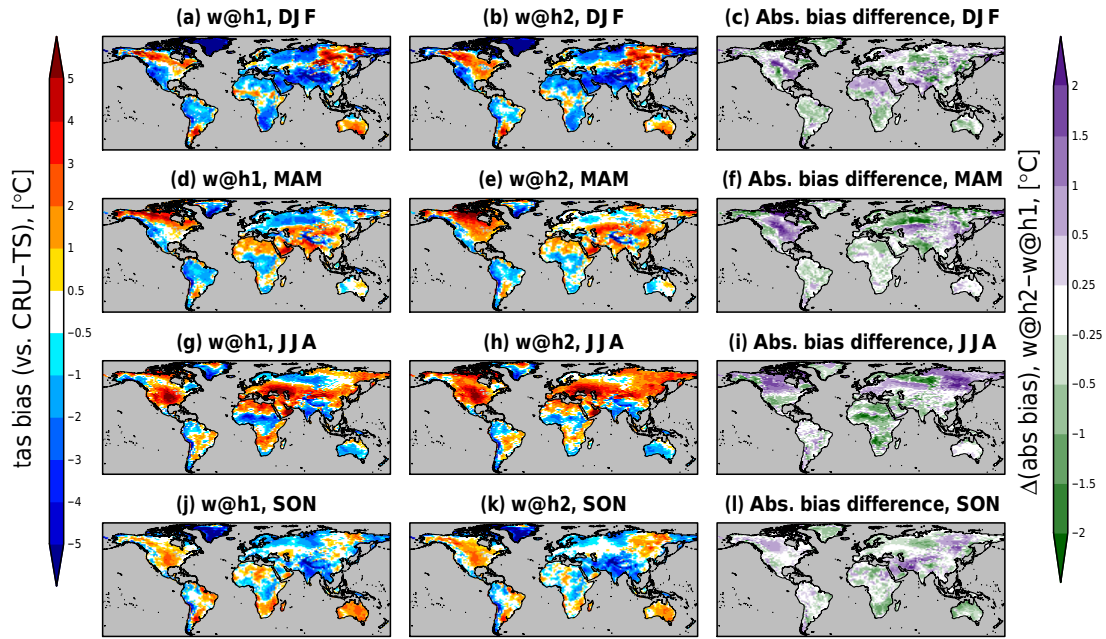 (a) w@h1, DJF
(b) w@h2, DJF
(c) Abs. bias difference, DJF
(d) w@h1, MAM
(e) w@h2, MAM
(f) Abs. bias difference, MAM
(g) w@h1, JJA
(h) w@h2, JJA
(i) Abs. bias difference, JJA
(j) w@h1, SON
(k) w@h2, SON
(l) Abs. bias difference, SON
tas bias (vs. CRU−TS), [°C]
5
4
3
2
1
0.5
−0.5
−1
−2
−3
−4
−5
Δ(abs bias), w@h2−w@h1, [°C]
2
1.5
1
0.5
0.25
-0.25
−0.5
−1
−1.5
−2